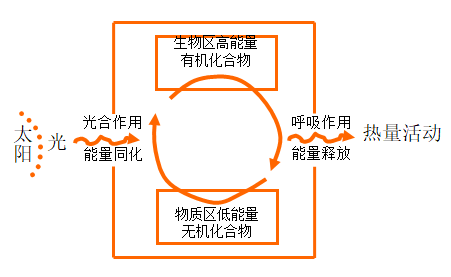 生物区高能量
有机化合物
太阳
光
光合作用
能量同化
呼吸作用
能量释放
热量活动
物质区低能量
无机化合物